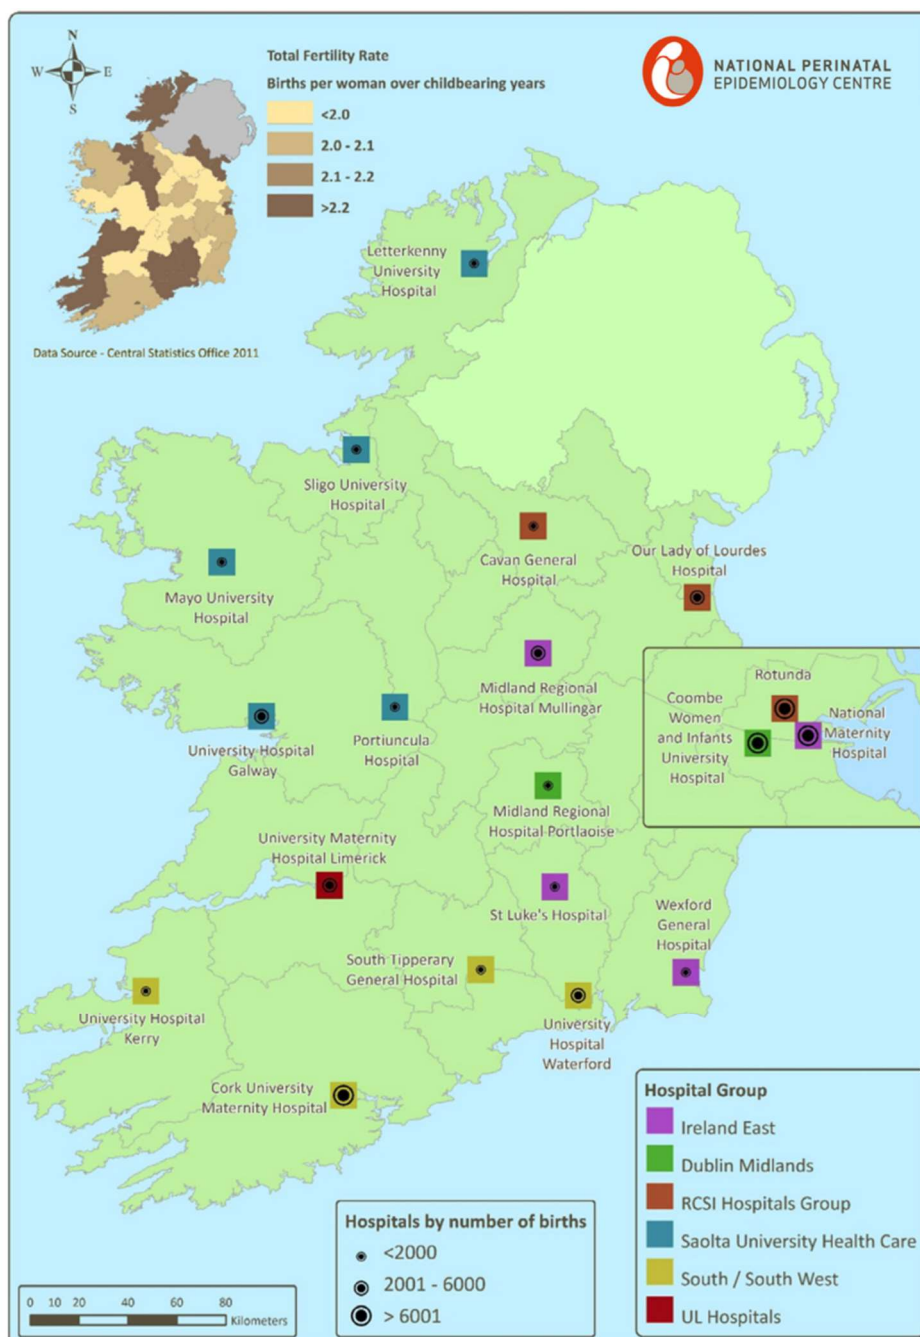 N
W
E
S
Total Fertility Rate
Births per woman over childbearing years
<2.0
2.0 - 2.1
2.1 - 2.2
>2.2
NATIONAL PERINATAL
EPIDEMIOLOGY CENTRE
Data Source - Central Statistics Office 2011
Letterkenny
University
Hospital
Sligo University
Hospital
Cavan General
Hospital
Our Lady of Lourdes
Hospital
Mayo University
Hospital
Midland Regional
Hospital Mullingar
Rotunda
Coombe
Women
and Infants
University
Hospital
National
Maternity
Hospital
University Hospital
Galway
Portiuncula
Hospital
Midland Regional
Hospital Portlaoise
University Maternity
Hospital Limerick
St Luke's Hospital
Wexford
General
Hospital
South Tipperary
General Hospital
University Hospital
Kerry
University
Hospital
Waterford
Cork University
Maternity Hospital
Hospital Group
Ireland East
Dublin Midlands
RCSI Hospitals Group
Saolta University Health Care
South / South West
UL Hospitals
Hospitals by number of births
<2000
2001 - 6000
> 6001
0 10 20 40 60 80
Kilometers